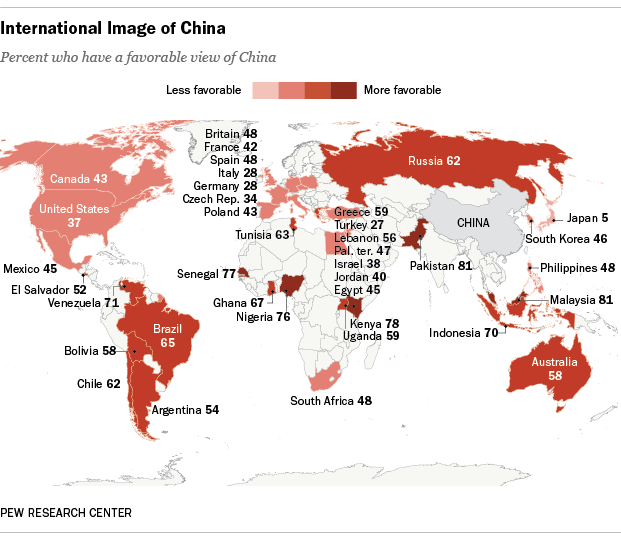 International Image of China
Percent who have a favorable view of China
Less favorable
More favorable
Britain 48
France 42
Spain 48
Italy 28
Germany 28
Czech Rep. 34
Poland 43
Canada 43
United States
37
Russia 62
CHINA
Greece 59
Turkey 27
Lebanon 56
Pal. ter. 47
Israel 38
Jordan 40
Egypt 45
Tunisia 63
Japan 5
South Korea 46
Mexico 45
El Salvador 52
Venezuela 71
Senegal 77
Ghana 67
Nigeria 76
Pakistan 81
Philippines 48
Malaysia 81
Kenya 78
Uganda 59
Indonesia 70
Brazil
65
Bolivia 58
Chile 62
Argentina 54
South Africa 48
Australia
58
PEW RESEARCH CENTER